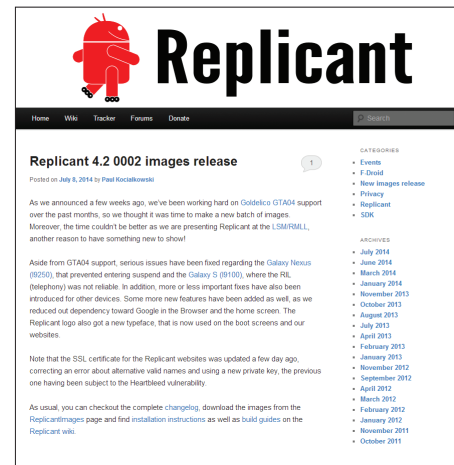 Replicant
Home Wiki Tracker Forums Donate Search
Replicant 4.2 0002 images release
1
Posted on July 8, 2014 by Paul Kocialkowski
As we announced a few weeks ago, we've been working hard on Goldelico GTA04 support
over the past months, so we thought it was time to make a new batch of images.
Moreover, the time couldn't be better as we are presenting Replicant at the LSM/RMLL,
another reason to have something new to show!
Aside from GTA04 support, serious issues have been fixed regarding the Galaxy Nexus
(I9250), that prevented entering suspend and the Galaxy S (I9100), where the RIL
(telephony) was not reliable. In addition, more or less important fixes have also been
introduced for other devices. Some more new features have been added as well, as we
reduced out dependency toward Google in the Browser and the home screen. The
Replicant logo also got a new typeface, that is now used on the boot screens and our
websites.
Note that the SSL certificate for the Replicant websites was updated a few day ago,
correcting an error about alternative valid names and using a new private key, the previous
one having been subject to the Heartbleed vulnerability.
As usual, you can checkout the complete changelog, download the images from the
ReplicantImages page and find installation instructions as well as build guides on the
Replicant wiki.
CATEGORIES
Events
F-Droid
New images release
Privacy
Replicant
SDK
ARCHIVES
July 2014
June 2014
March 2014
January 2014
November 2013
October 2013
August 2013
July 2013
April 2013
February 2013
January 2013
November 2012
September 2012
April 2012
March 2012
February 2012
January 2012
November 2011
October 2011